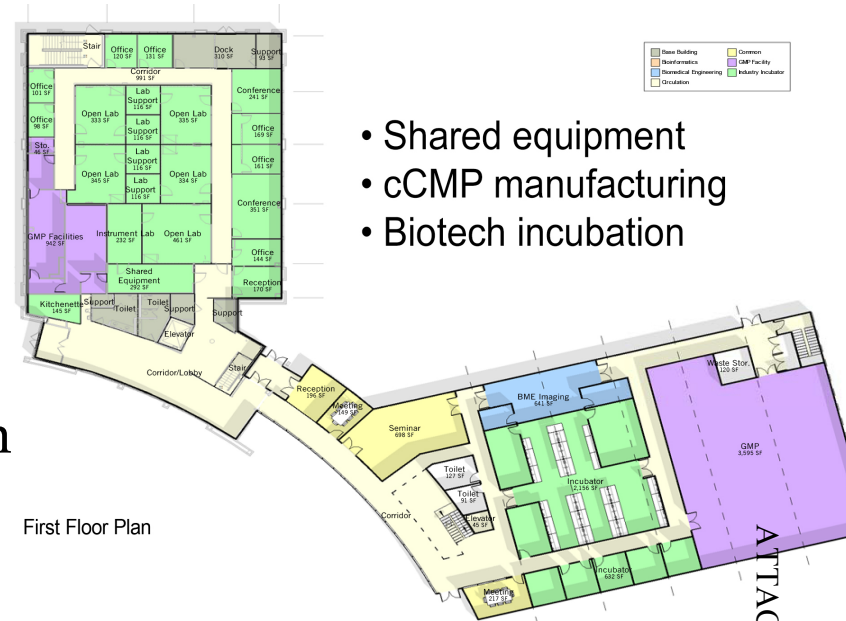 Stair
Office
120 SF
Office
131 SF
Dock
310 SF
Support
93 SF
Corridor
991 SF
Office
101 SF
Office
98 SF
Sto.
46 SF
Open Lab
333 SF
Lab
Support
116 SF
Lab
Support
116 SF
Open Lab
335 SF
Conference
241 SF
Office
169 SF
Office
161 SF
Open Lab
345 SF
Lab
Support
116 SF
Lab
Support
116 SF
Open Lab
334 SF
Conference
351 SF
GMP Facilities
942 SF
Instrument Lab
232 SF
Open Lab
461 SF
Office
144 SF
Shared
Equipment
292 SF
Reception
170 SF
Kitchenette
145 SF
Support
Toilet
Toilet
Support
Support
Elevator
Corridor/Lobby
Stair
Base Building
Bioinformatics
Biomedical Engineering
Circulation
Common
GMP Facility
Industry Incubator
• Shared equipment
• cCMP manufacturing
• Biotech incubation
Reception
196 SF
Meeting
149 SF
Seminar
698 SF
BME Imaging
641 SF
Waste Stor.
120 SF
GMP
3,595 SF
Toilet
127 SF
Toilet
91 SF
Elevator
45 SF
Corridor
Incubator
2,156 SF
Incubator
632 SF
Meeting
217 SF
n
First Floor Plan
ATTAC